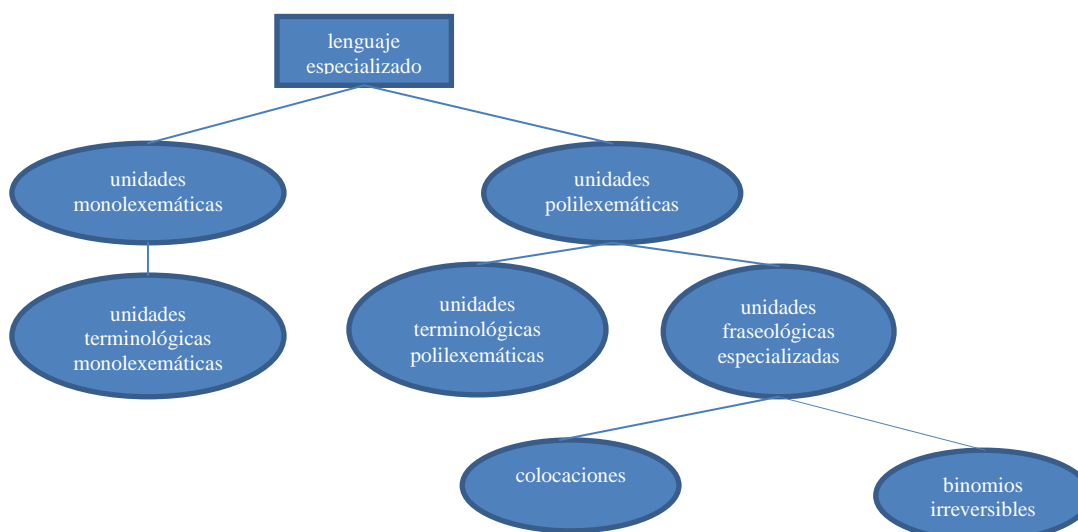 lenguaje
especializado
unidades
monolexemáticas
unidades
polilexemáticas
unidades
terminológicas
monolexemáticas
unidades
terminológicas
polilexemáticas
unidades
fraseológicas
especializadas
colocaciones
binomios
irreversibles